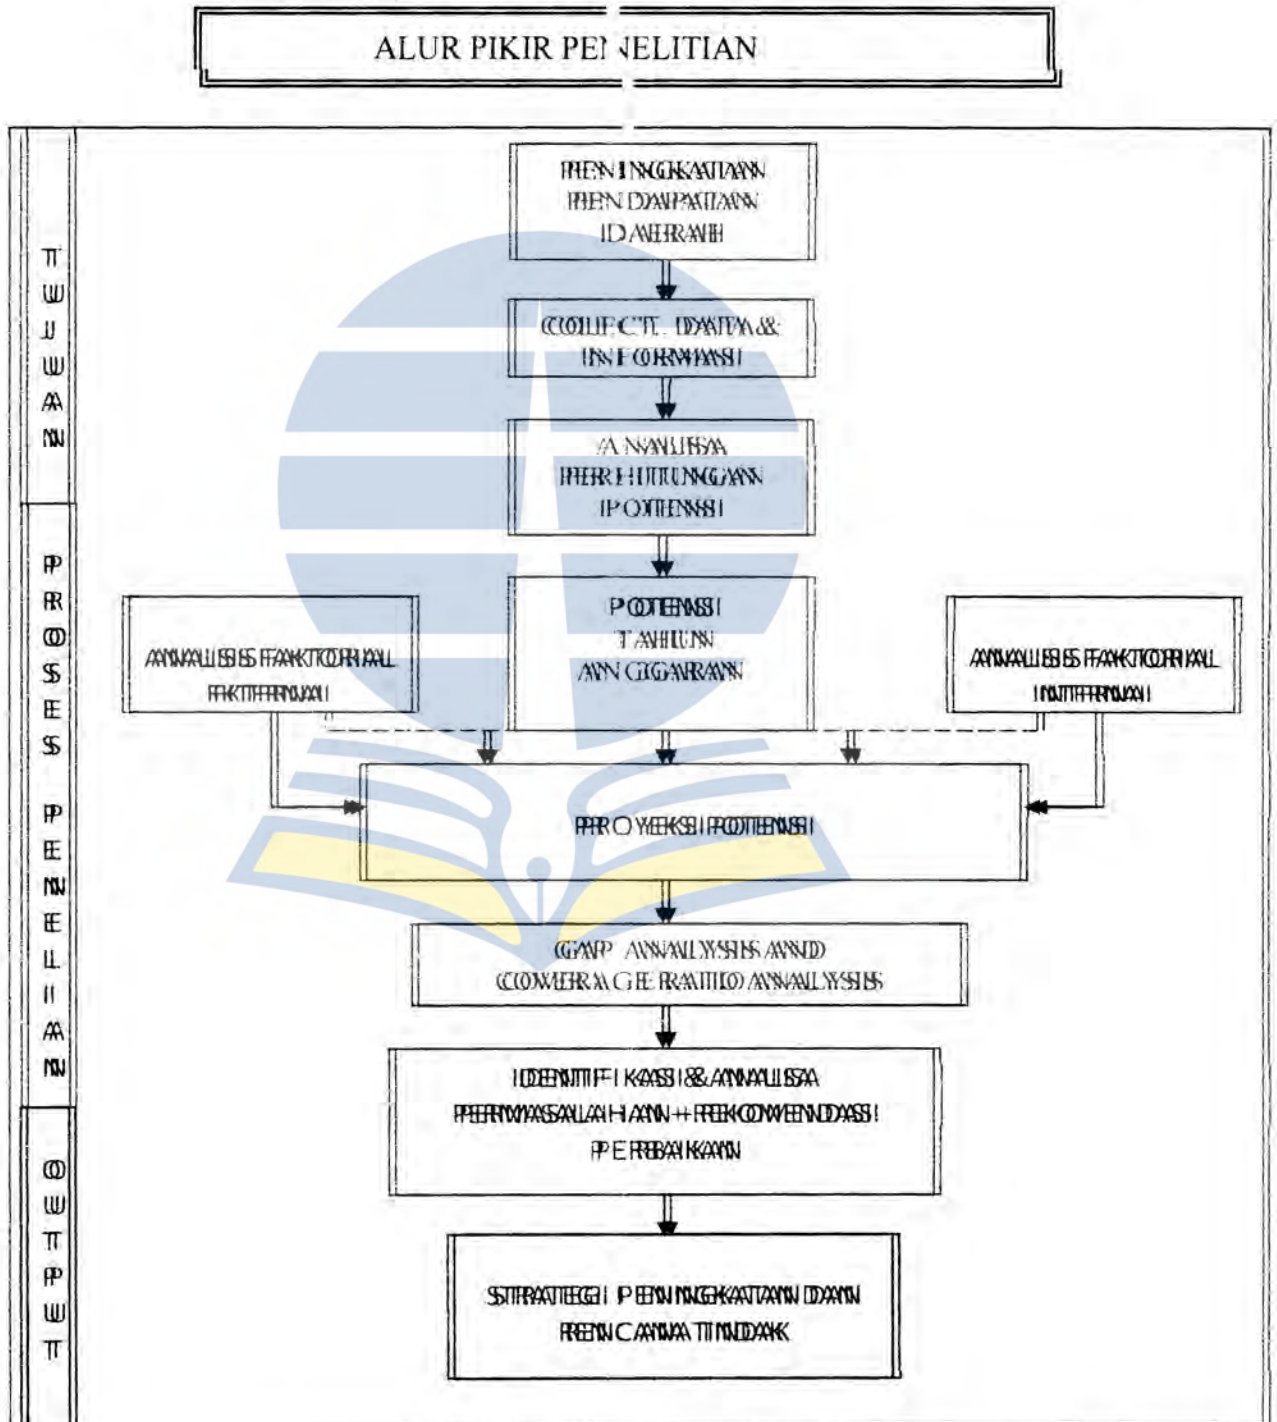 ALUR PIKIR PENELITIAN
TUJUAN
PROSES PENELIAN
OUTPUT
PENINGKATAN
PENDAPATAN
DAERAH
COLLECT. DATA &
INFORMASI
ANALISA
PERHITUNGAN
POTENSI
POTENSI
TAHUN
ANGGARAN
ANALISIS FAKTORIAL
EKTERNAL
ANALISIS FAKTORIAL
INTERNAL
PROYEKSI POTENSI
GAP ANALYSIS AND
COVERAGE RATIO ANALYSIS
IDENTIFIKASI & ANALISA
PERMASALAHAN + REKOMENDASI
PERBAIKAN
STRATEGI PENINGKATAN DAN
RENCANA TINDAK